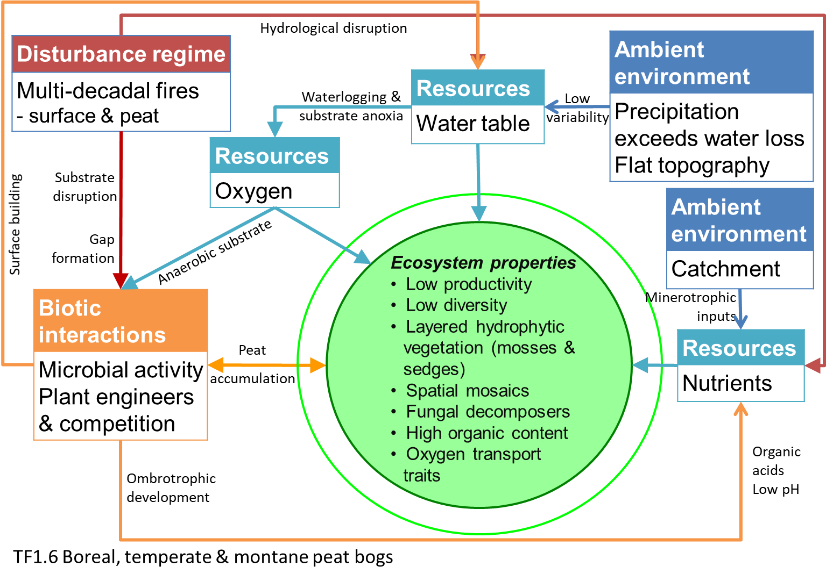 Hydrological disruption
Disturbance regime
Multi-decadal fires
- surface & peat
Ambient
environment
Precipitation
exceeds water loss
Flat topography
Resources
Water table
Low
variability
Waterlogging &
substrate anoxia
Resources
Oxygen
Substrate
disruption
Gap
formation
Surface building
Anaerobic substrate
Ambient
environment
Catchment
Minerotrophic
inputs
Ecosystem properties
• Low productivity
• Low diversity
• Layered hydrophytic
vegetation (mosses &
sedges)
• Spatial mosaics
• Fungal decomposers
• High organic content
• Oxygen transport
traits
Biotic
interactions
Microbial activity
Plant engineers
& competition
Peat
accumulation
Resources
Nutrients
Ombrotrophic
development
Organic
acids
Low pH
TF1.6 Boreal, temperate & montane peat bogs